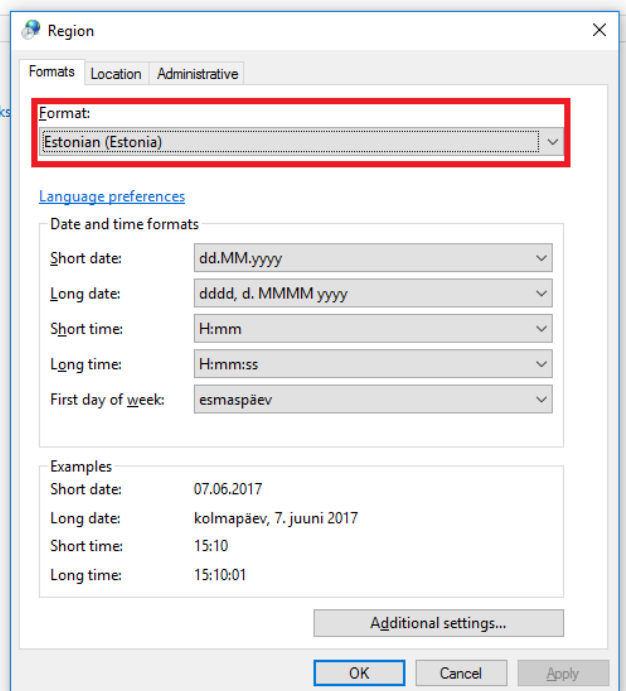 Region
Formats Location Administrative
ks
Format:
Estonian (Estonia)
Language preferences
Date and time formats
Short date: dd.MM.yyyy
Long date: dddd, d. MMMM yyyy
Short time: H:mm
Long time: H:mm:ss
First day of week: esmaspäev
Examples
Short date: 07.06.2017
Long date: kolmapäev, 7. juuni 2017
Short time: 15:10
Long time: 15:10:01
Additional settings...
OK Cancel Apply